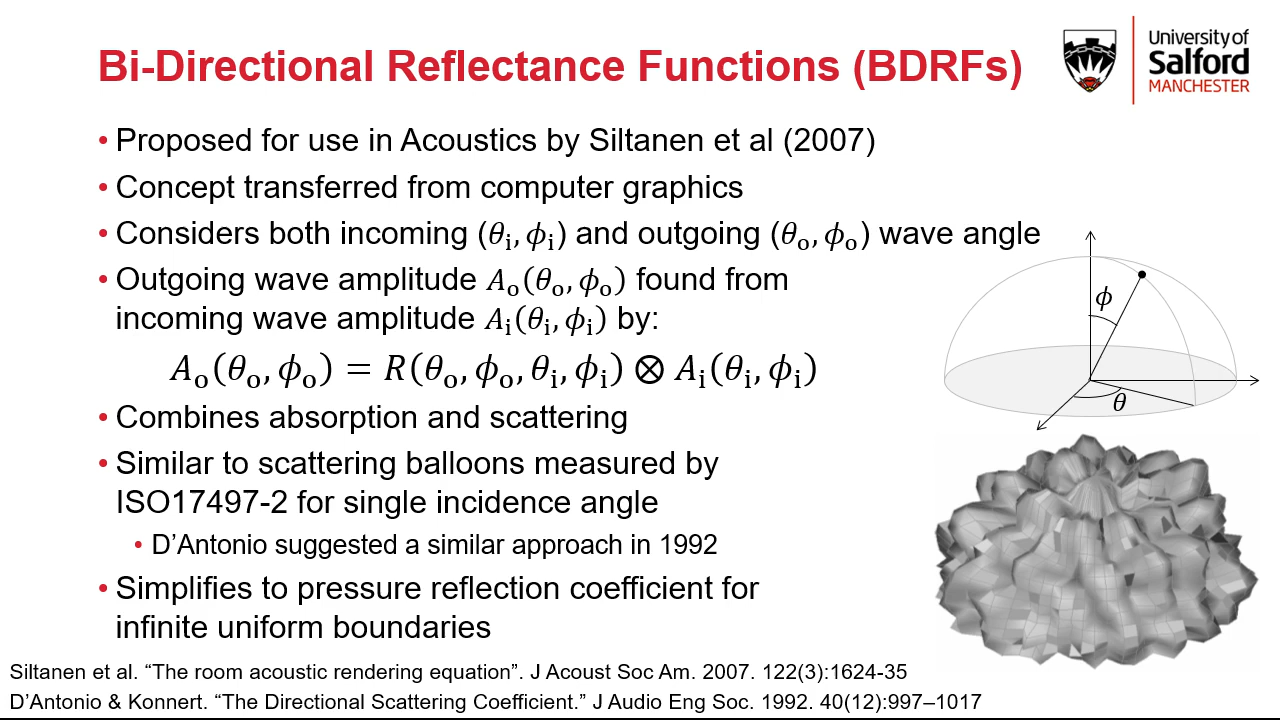 Bi-Directional Reflectance Functions (BDRFs)
University of
Salford
MANCHESTER
• Proposed for use in Acoustics by Siltanen et al (2007)
• Concept transferred from computer graphics
• Considers both incoming (θi, ϕi) and outgoing (θo, ϕo) wave angle
• Outgoing wave amplitude Ao(θo, ϕo) found from
incoming wave amplitude Ai(θi, ϕi) by:
Ao(θo, ϕo) = R(θo, ϕo, θi, ϕi) ⊗ Ai(θi, ϕi)
• Combines absorption and scattering
• Similar to scattering balloons measured by
ISO17497-2 for single incidence angle
• D’Antonio suggested a similar approach in 1992
• Simplifies to pressure reflection coefficient for
infinite uniform boundaries
ϕ
θ
Siltanen et al. “The room acoustic rendering equation”. J Acoust Soc Am. 2007. 122(3):1624-35
D’Antonio & Konnert. “The Directional Scattering Coefficient.” J Audio Eng Soc. 1992. 40(12):997–1017